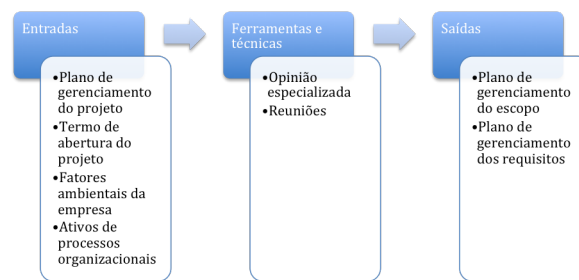 Entradas
•Plano de
gerenciamento
do projeto
•Termo de
abertura do
projeto
•Fatores
ambientais da
empresa
•Ativos de
processos
organizacionais
Ferramentas e
técnicas
•Opinião
especializada
•Reuniões
Saídas
•Plano de
gerenciamento
do escopo
•Plano de
gerenciamento
dos requisitos